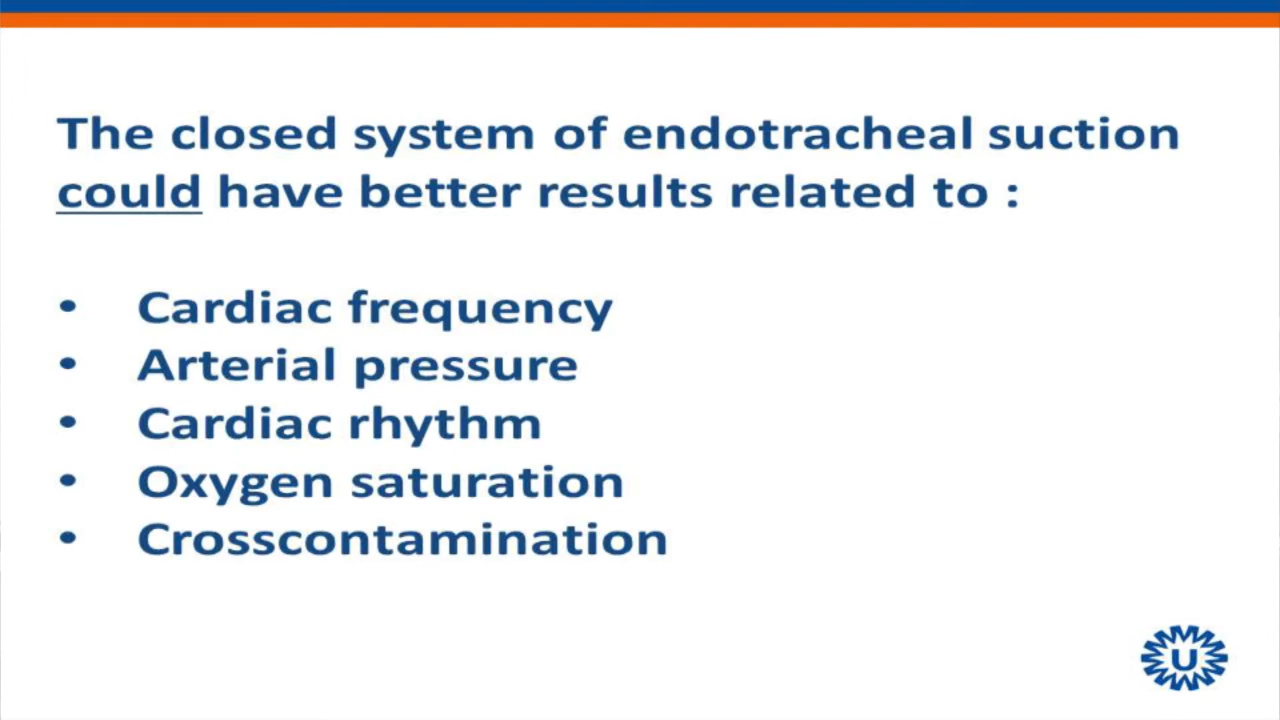 The closed system of endotracheal suction
could have better results related to :
• Cardiac frequency
• Arterial pressure
• Cardiac rhythm
• Oxygen saturation
• Crosscontamination
U